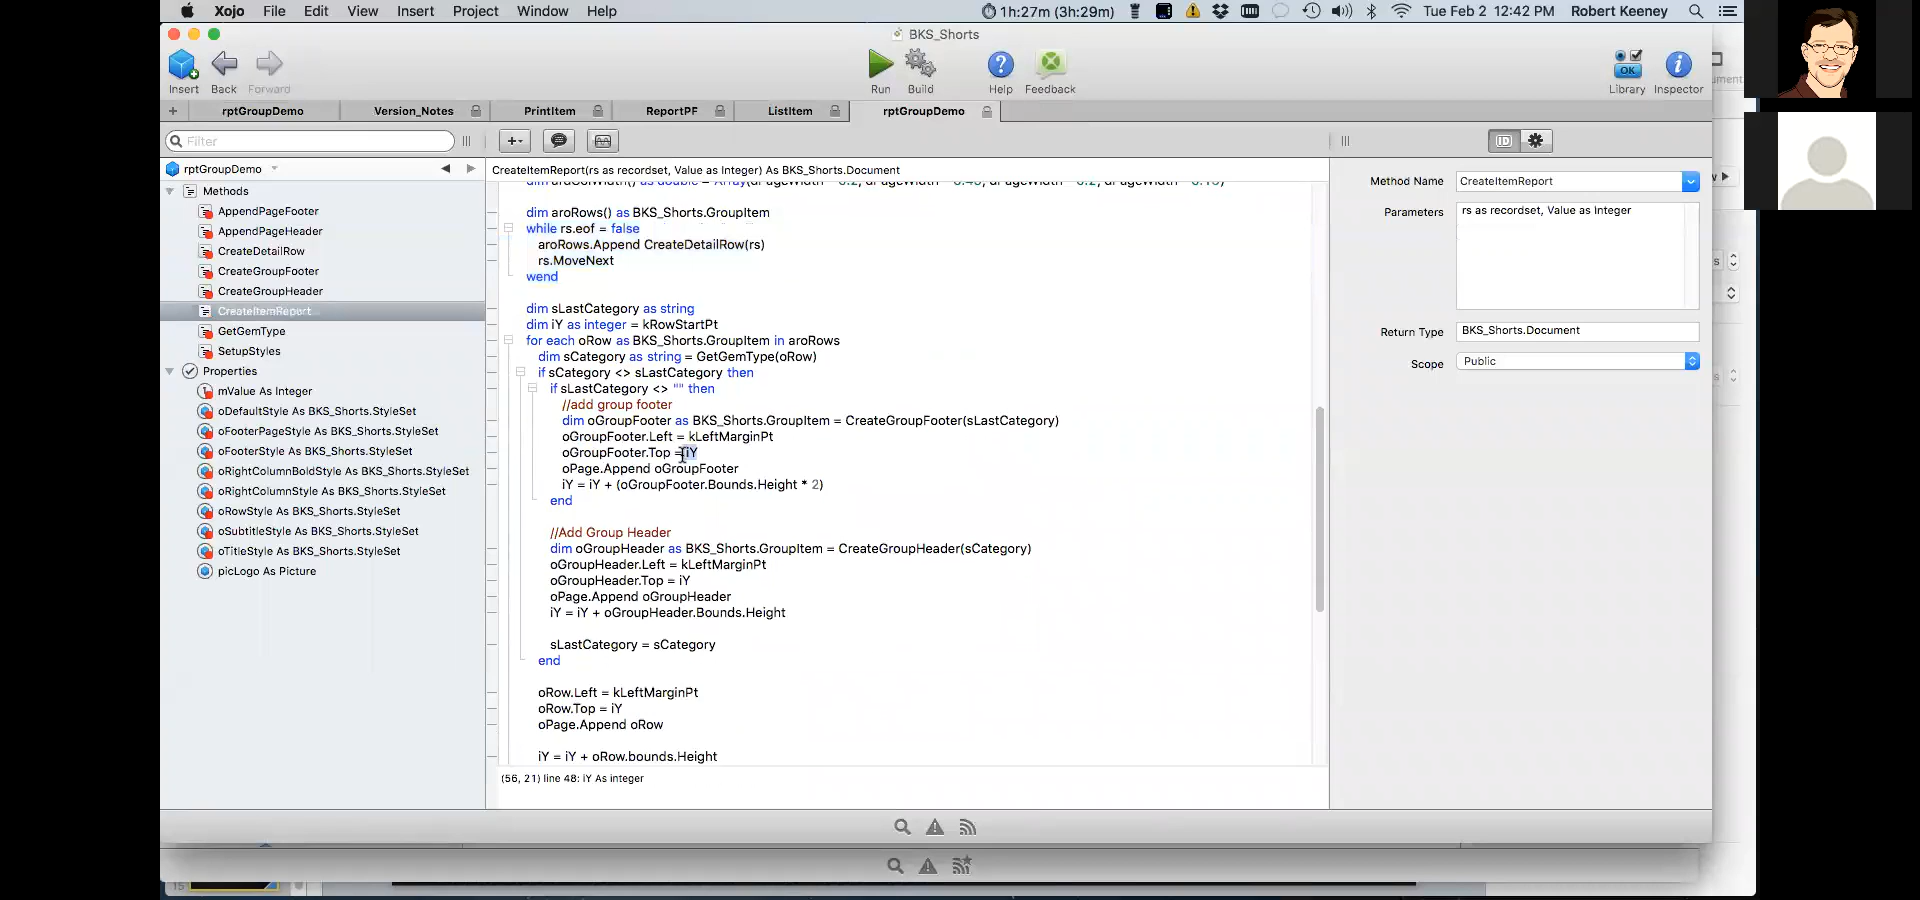 Xojo File Edit View Insert Project Window Help 1h:27m (3h:29m) Tue Feb 2 12:42 PM Robert Keeney
BKS_Shorts
Insert Back Forward Run Build Help Feedback Library Inspector
OK
rptGroupDemo Version_Notes PrintItem ReportPF ListItem rptGroupDemo
Filter
rptGroupDemo
Methods
AppendPageFooter
AppendPageHeader
CreateDetailRow
CreateGroupFooter
CreateGroupHeader
CreateItemReport
GetGemType
SetupStyles
Properties
mValue As Integer
oDefaultStyle As BKS_Shorts.StyleSet
oFooterPageStyle As BKS_Shorts.StyleSet
oFooterStyle As BKS_Shorts.StyleSet
oRightColumnBoldStyle As BKS_Shorts.StyleSet
oRightColumnStyle As BKS_Shorts.StyleSet
oRowStyle As BKS_Shorts.StyleSet
oSubtitleStyle As BKS_Shorts.StyleSet
oTitleStyle As BKS_Shorts.StyleSet
picLogo As Picture
CreateItemReport(rs as recordset, Value as Integer) As BKS_Shorts.Document
dim aroRows() as BKS_Shorts.GroupItem
while rs.eof = false
aroRows.Append CreateDetailRow(rs)
rs.MoveNext
wend
dim sLastCategory as string
dim iY as integer = kRowStartPt
for each oRow as BKS_Shorts.GroupItem in aroRows
dim sCategory as string = GetGemType(oRow)
if sCategory <> sLastCategory then
if sLastCategory <> "" then
//add group footer
dim oGroupFooter as BKS_Shorts.GroupItem = CreateGroupFooter(sLastCategory)
oGroupFooter.Left = kLeftMarginPt
oGroupFooter.Top = iY
oPage.Append oGroupFooter
iY = iY + (oGroupFooter.Bounds.Height * 2)
end
//Add Group Header
dim oGroupHeader as BKS_Shorts.GroupItem = CreateGroupHeader(sCategory)
oGroupHeader.Left = kLeftMarginPt
oGroupHeader.Top = iY
oPage.Append oGroupHeader
iY = iY + oGroupHeader.Bounds.Height
sLastCategory = sCategory
end
oRow.Left = kLeftMarginPt
oRow.Top = iY
oPage.Append oRow
iY = iY + oRow.bounds.Height
(56, 21) line 48: iY As integer
ID
Method Name CreateItemReport
Parameters rs as recordset, Value as Integer
Return Type BKS_Shorts.Document
Scope Public
15